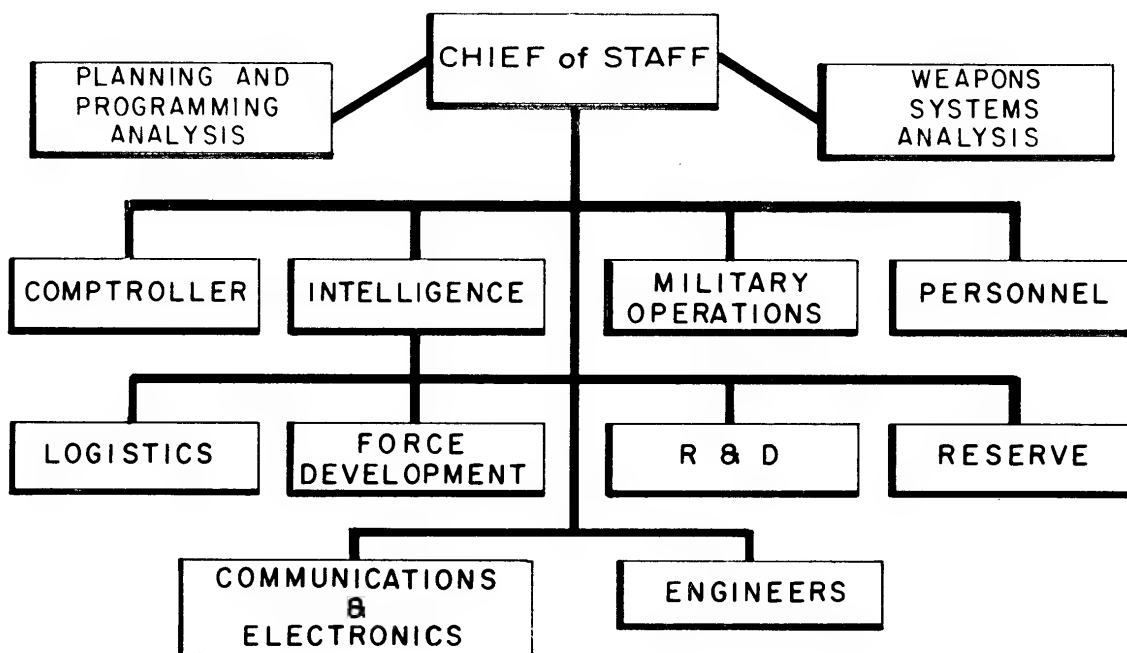 CHIEF of STAFF
PLANNING AND
PROGRAMMING
ANALYSIS
WEAPONS
SYSTEMS
ANALYSIS
COMPTROLLER
INTELLIGENCE
MILITARY
OPERATIONS
PERSONNEL
LOGISTICS
FORCE
DEVELOPMENT
R & D
RESERVE
COMMUNICATIONS
&
ELECTRONICS
ENGINEERS